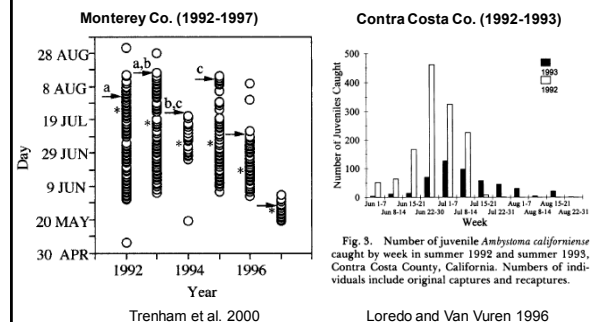 Monterey Co. (1992-1997)
28 AUG
8 AUG
19 JUL
29 JUN
9 JUN
20 MAY
30 APR
Day
a
a,b
b,c
c
*
*
*
*
*
*
1992
1994
1996
Year
Trenham et al. 2000
Contra Costa Co. (1992-1993)
500
400
300
200
100
0
Number of Juveniles Caught
1993
1992
Jun 1-7
Jun 15-21
Jul 1-7
Jul 15-21
Aug 1-7
Aug 15-21
Jun 8-14
Jun 22-30
Jul 8-14
Jul 22-31
Aug 8-14
Aug 22-31
Week
Fig. 3. Number of juvenile Ambystoma californiense
caught by week in summer 1992 and summer 1993,
Contra Costa County, California. Numbers of indi-
viduals include original captures and recaptures.
Loredo and Van Vuren 1996